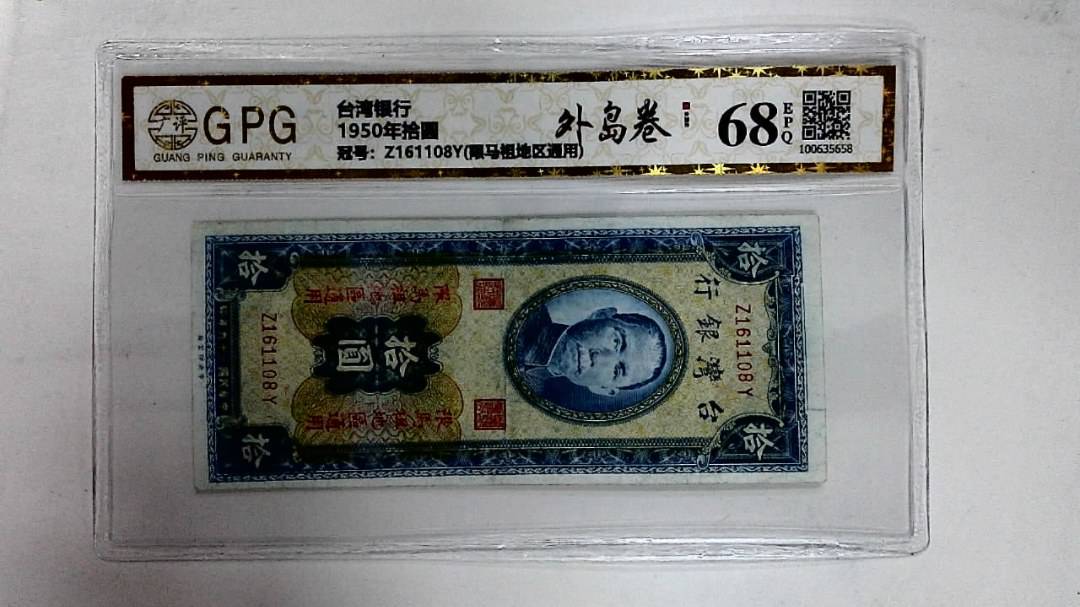 GPG
GUANG PING GUARANTY
台湾银行
1950年拾圓
冠号：Z161108Y(限马祖地区通用)
外岛卷
68
EPQ
100635658
台灣銀行
Z161108Y
拾
拾
限馬祖地區通用
拾圓
限馬祖地區通用
Z161108Y
拾
拾